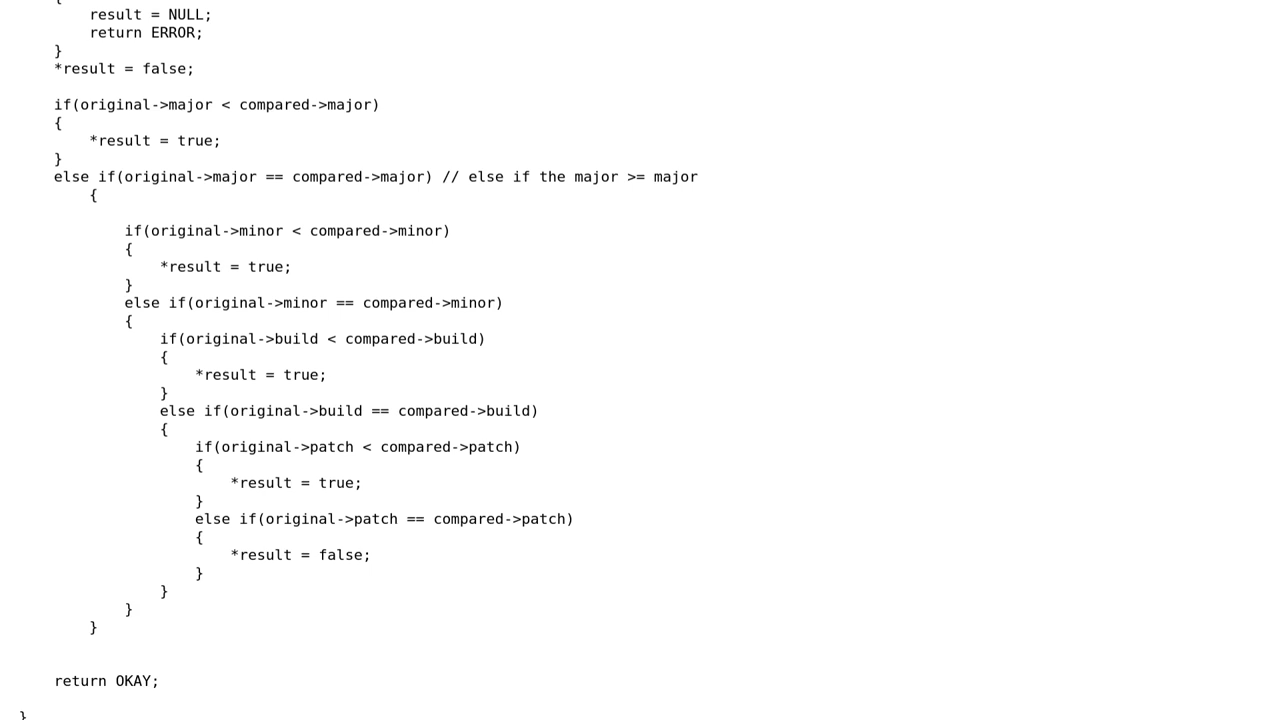 {
result = NULL;
return ERROR;
}
*result = false;
if(original->major < compared->major)
{
*result = true;
}
else if(original->major == compared->major) // else if the major >= major
{
if(original->minor < compared->minor)
{
*result = true;
}
else if(original->minor == compared->minor)
{
if(original->build < compared->build)
{
*result = true;
}
else if(original->build == compared->build)
{
if(original->patch < compared->patch)
{
*result = true;
}
else if(original->patch == compared->patch)
{
*result = false;
}
}
}
}
return OKAY;
}